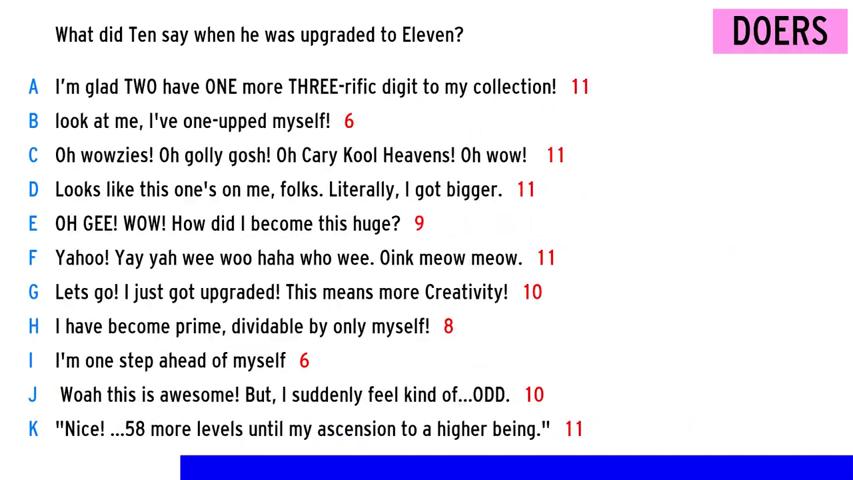 What did Ten say when he was upgraded to Eleven?
DOERS
A I'm glad TWO have ONE more THREE-rific digit to my collection! 11
B look at me, I've one-upped myself! 6
C Oh wowzies! Oh golly gosh! Oh Cary Kool Heavens! Oh wow! 11
D Looks like this one's on me, folks. Literally, I got bigger. 11
E OH GEE! WOW! How did I become this huge? 9
F Yahoo! Yay yah wee woo haha who wee. Oink meow meow. 11
G Lets go! I just got upgraded! This means more Creativity! 10
H I have become prime, dividable by only myself! 8
I I'm one step ahead of myself 6
J Woah this is awesome! But, I suddenly feel kind of...ODD. 10
K "Nice! ...58 more levels until my ascension to a higher being." 11